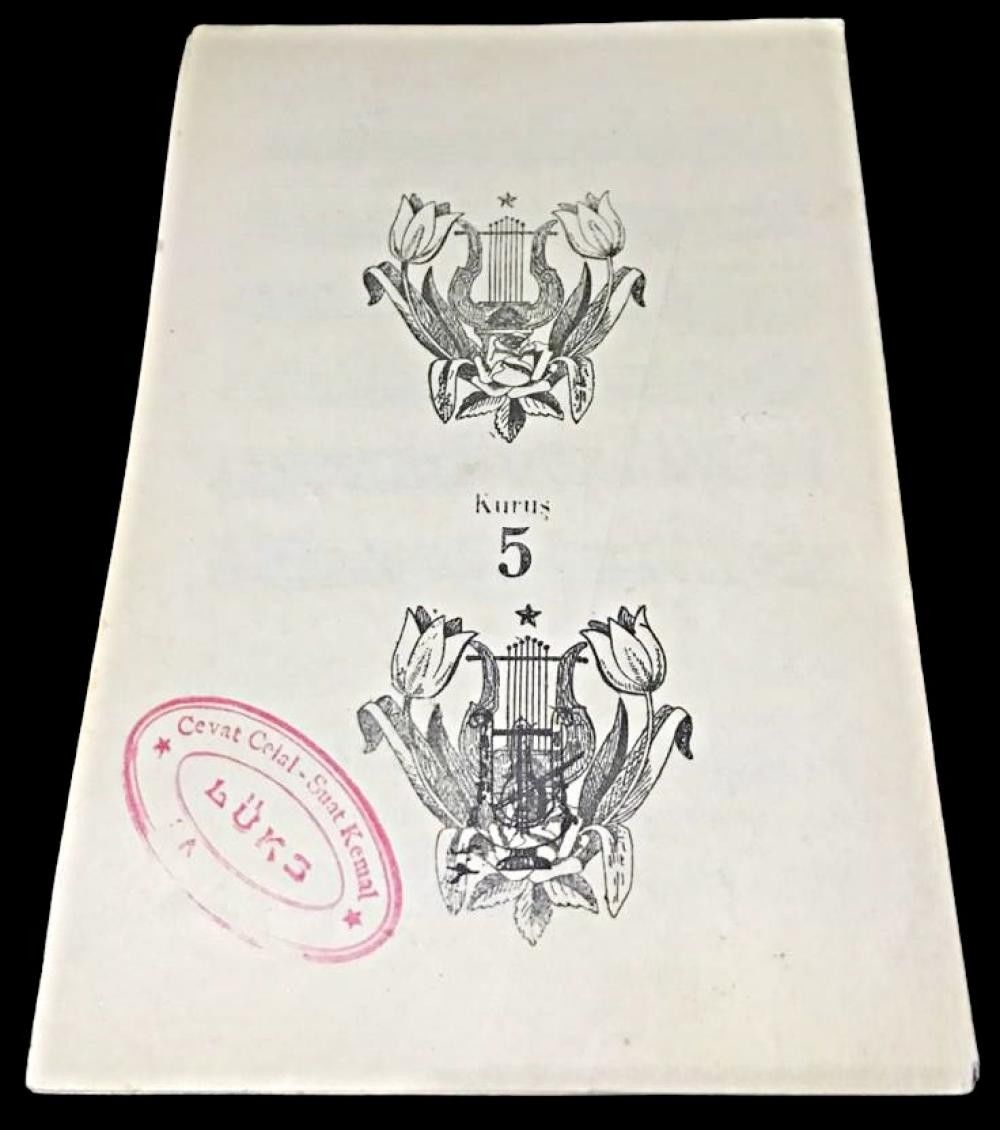 Kuruş
5
Cevat Celal - Suat Kemal
LÜKS